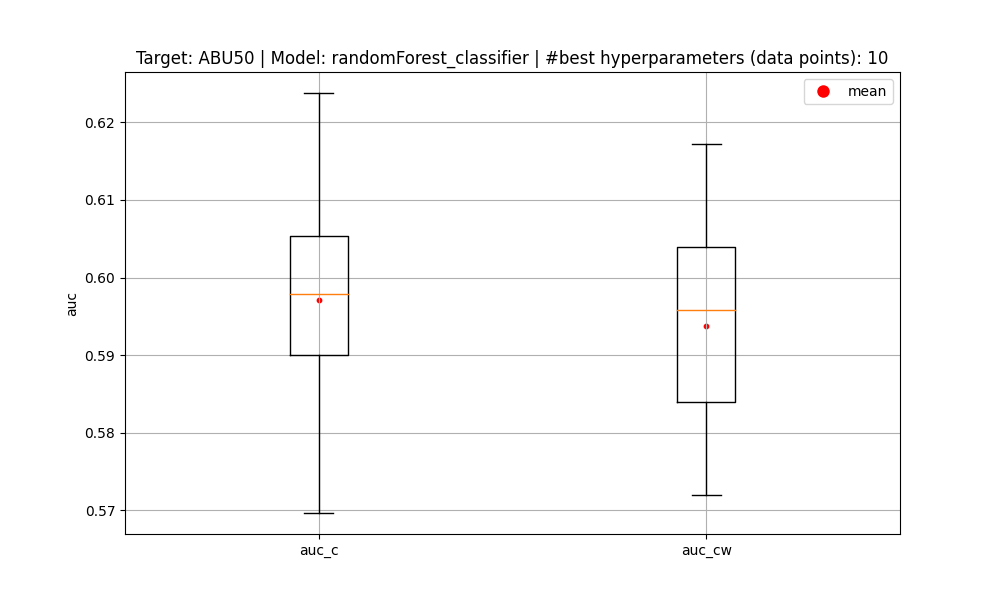 Target: ABU50 | Model: randomForest_classifier | #best hyperparameters (data points): 10
mean
0.62
0.61
0.60
0.59
0.58
0.57
auc
auc_c
auc_cw